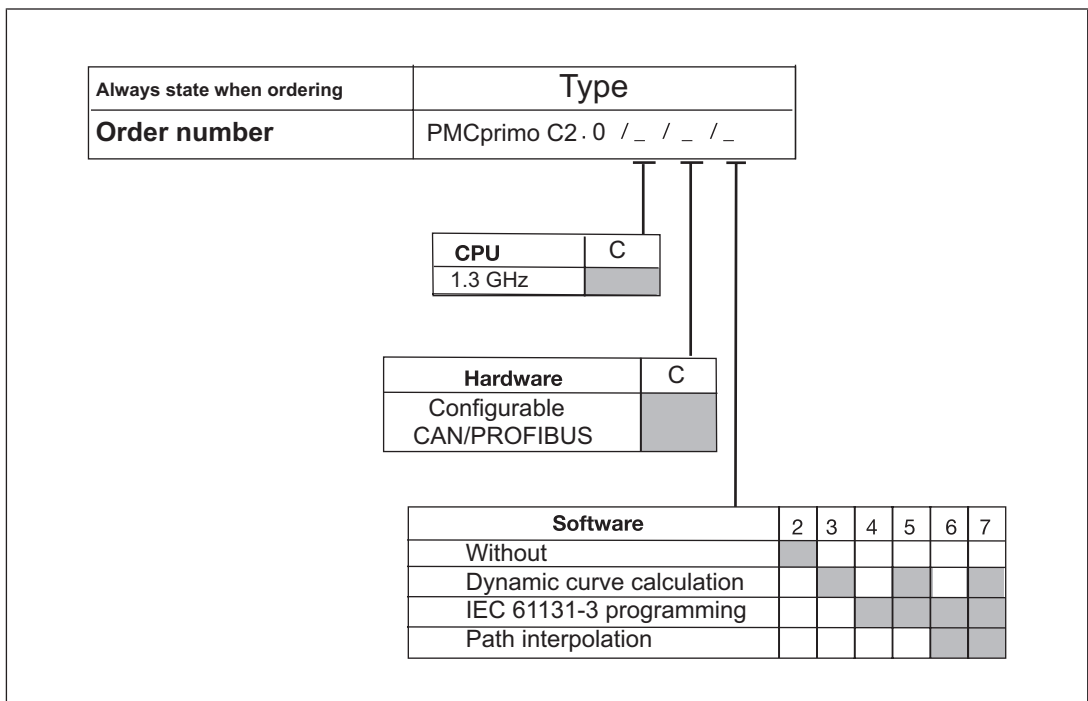 Always state when ordering Type
Order number PMCprimo C2.0 /_ / _ /_
CPU C
1.3 GHz
Hardware C
Configurable
CAN/PROFIBUS
Software 2 3 4 5 6 7
Without
Dynamic curve calculation
IEC 61131-3 programming
Path interpolation